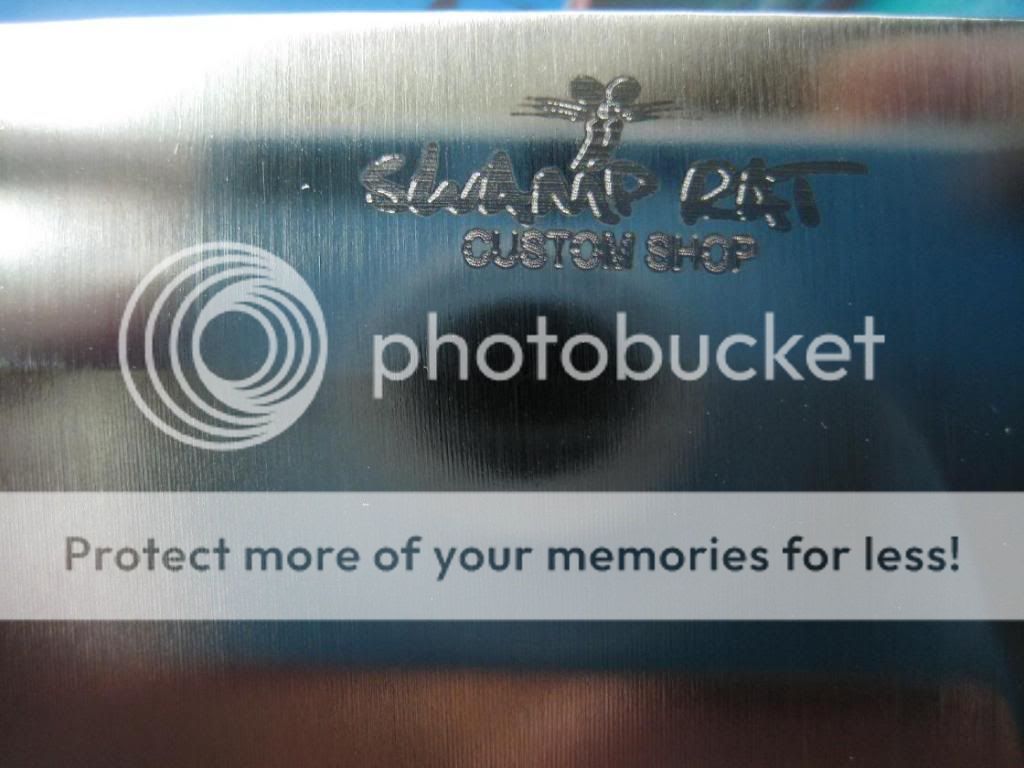 SWAMP RAT
CUSTOM SHOP
photobucket
Protect more of your memories for less!